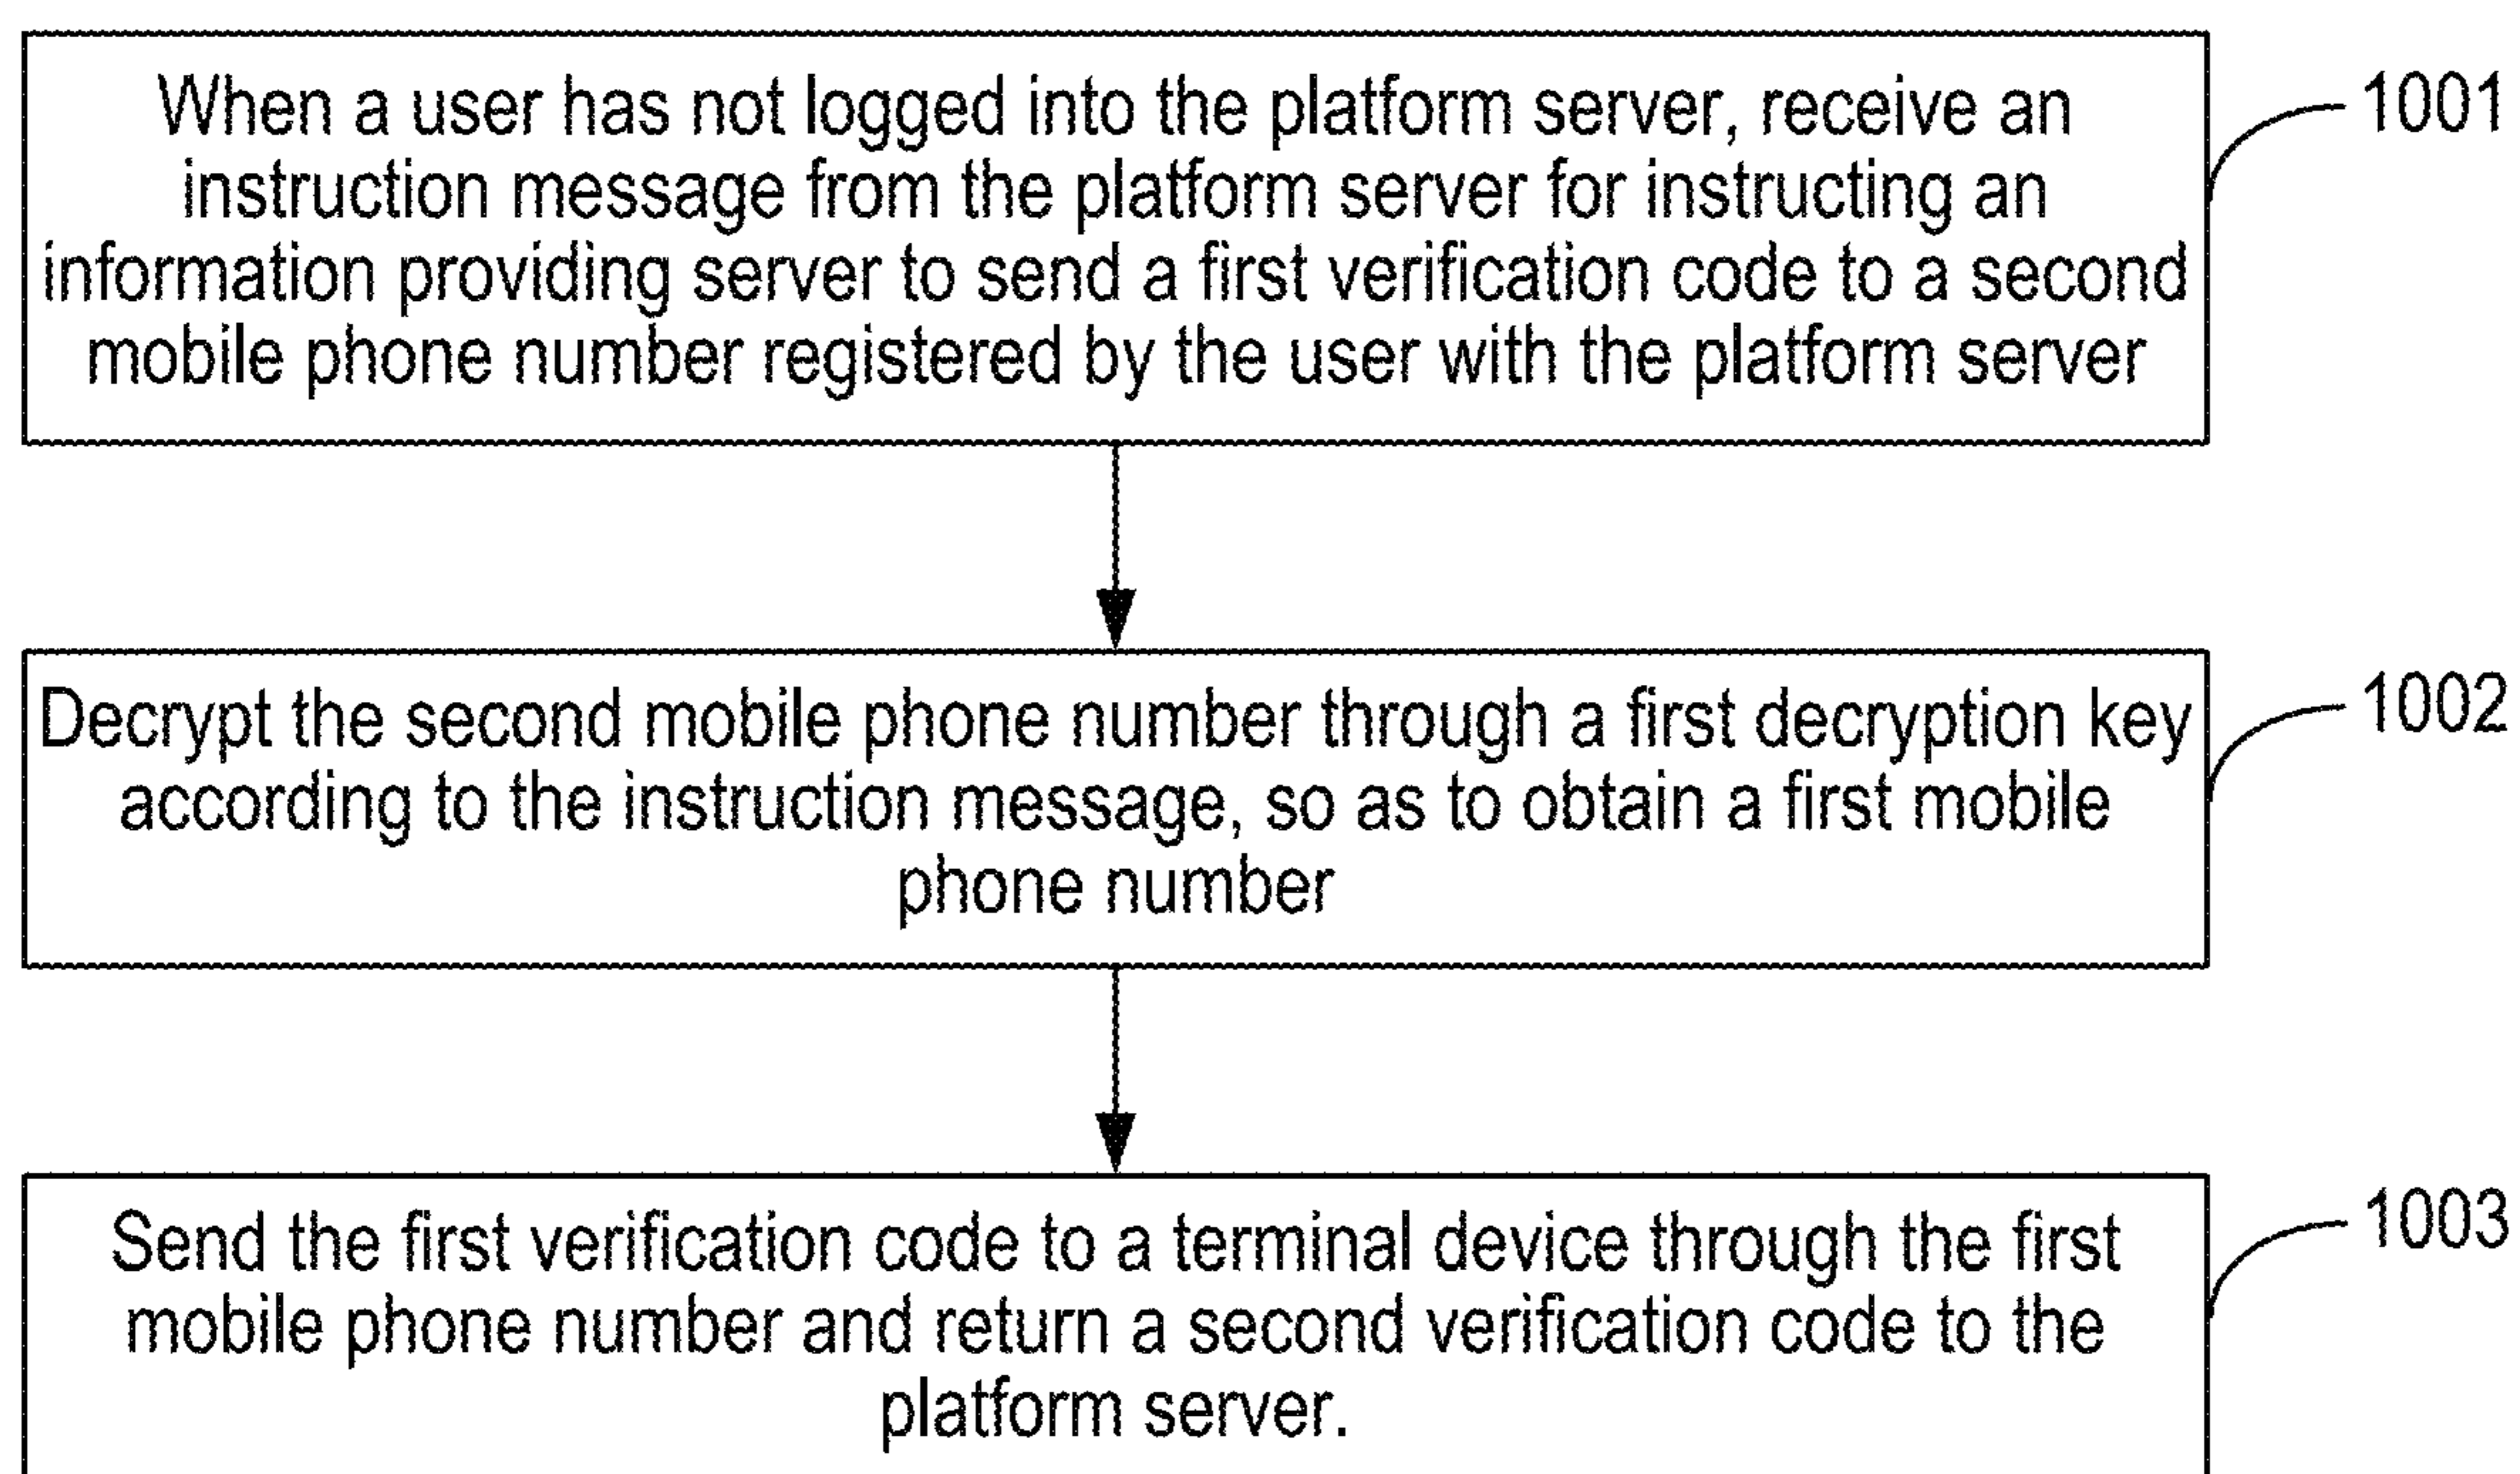 When a user has not logged into the platform server, receive an
instruction message from the platform server for instructing an
information providing server to send a first verification code to a second
mobile phone number registered by the user with the platform server
1001
Decrypt the second mobile phone number through a first decryption key
according to the instruction message, so as to obtain a first mobile
phone number
1002
Send the first verification code to a terminal device through the first
mobile phone number and return a second verification code to the
platform server.
1003